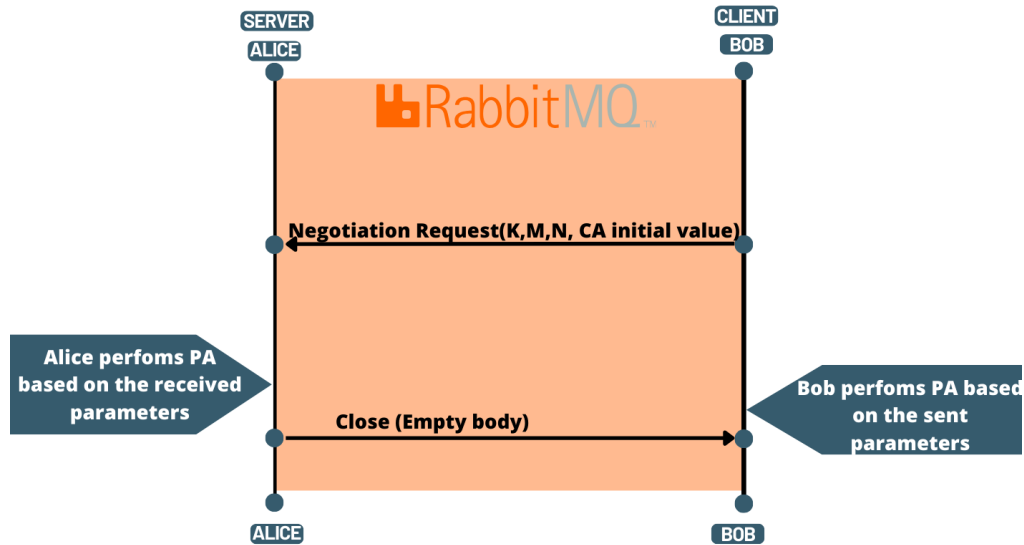 SERVER
CLIENT
ALICE
BOB
RabbitMQ™
Negotiation Request(K,M,N, CA initial value)
Alice perfoms PA
based on the received
parameters
Bob perfoms PA based
on the sent
parameters
Close (Empty body)
ALICE
BOB